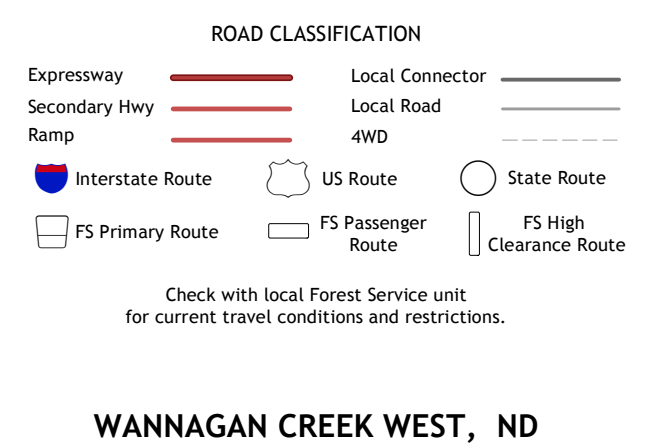 ROAD CLASSIFICATION
Expressway
Local Connector
Secondary Hwy
Local Road
Ramp
4WD
Interstate Route
US Route
State Route
FS Primary Route
FS Passenger
Route
FS High
Clearance Route
Check with local Forest Service unit
for current travel conditions and restrictions.
WANNAGAN CREEK WEST, ND